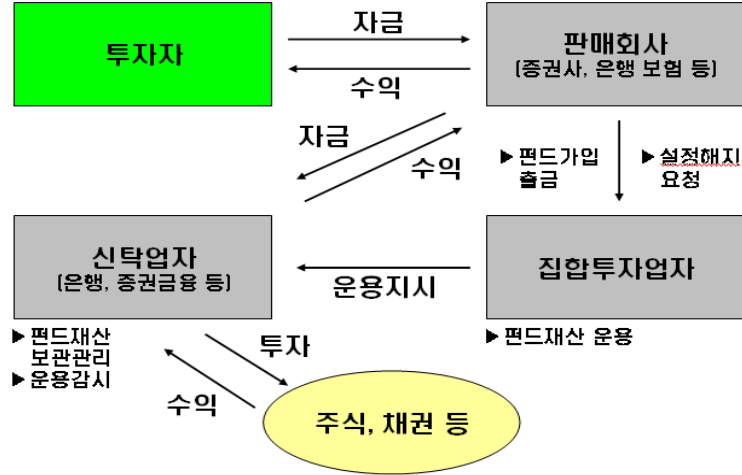 투자자
자금
수익
판매회사
(증권사, 은행 보험 등)
자금
수익
▶ 펀드가입
출금
▶ 설정해지
요청
신탁업자
(은행, 증권금융 등)
운용지시
집합투자업자
▶ 펀드재산
보관관리
▶ 운용감시
▶ 펀드재산 운용
투자
수익
주식, 채권 등